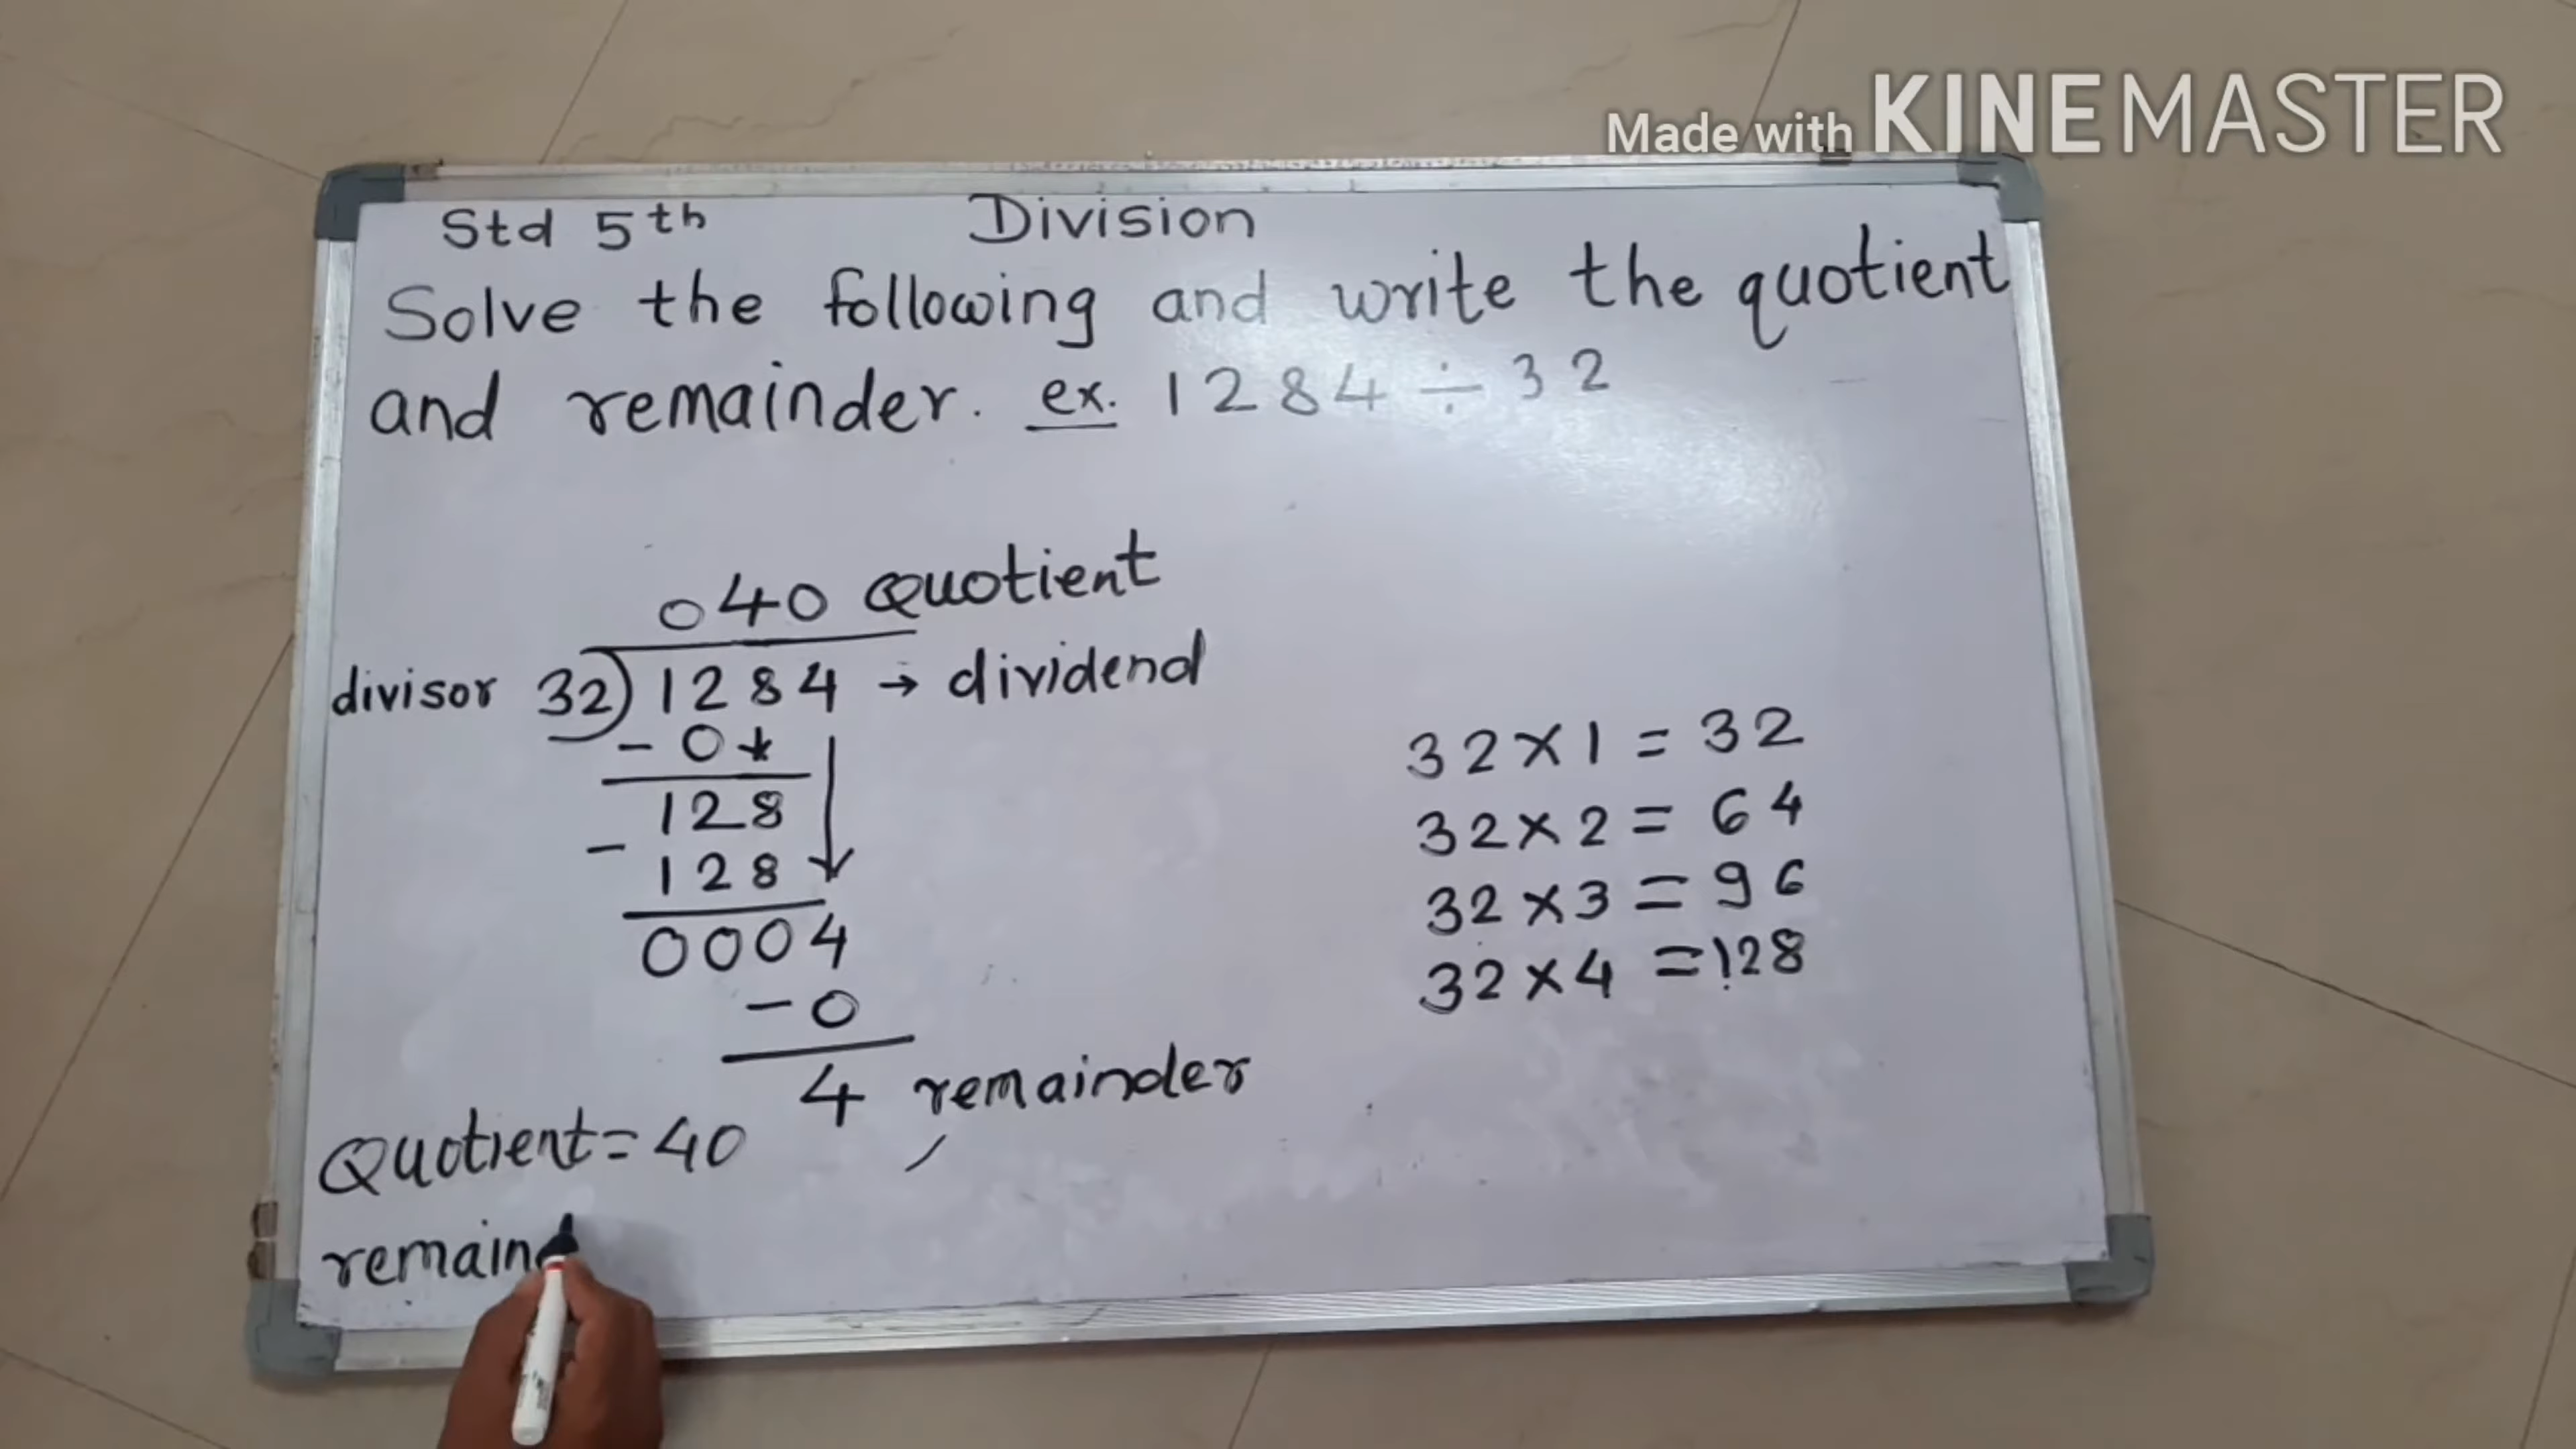 Made with KINEMASTER
Std 5th Division
Solve the following and write the quotient
and remainder. ex. 1284 ÷ 32
040 Quotient
divisor 32) 1284 → dividend
- 0 *
128
- 128
0004
- 0
4 remainder
Quotient = 40
remain
32 × 1 = 32
32 × 2 = 64
32 × 3 = 96
32 × 4 = 128